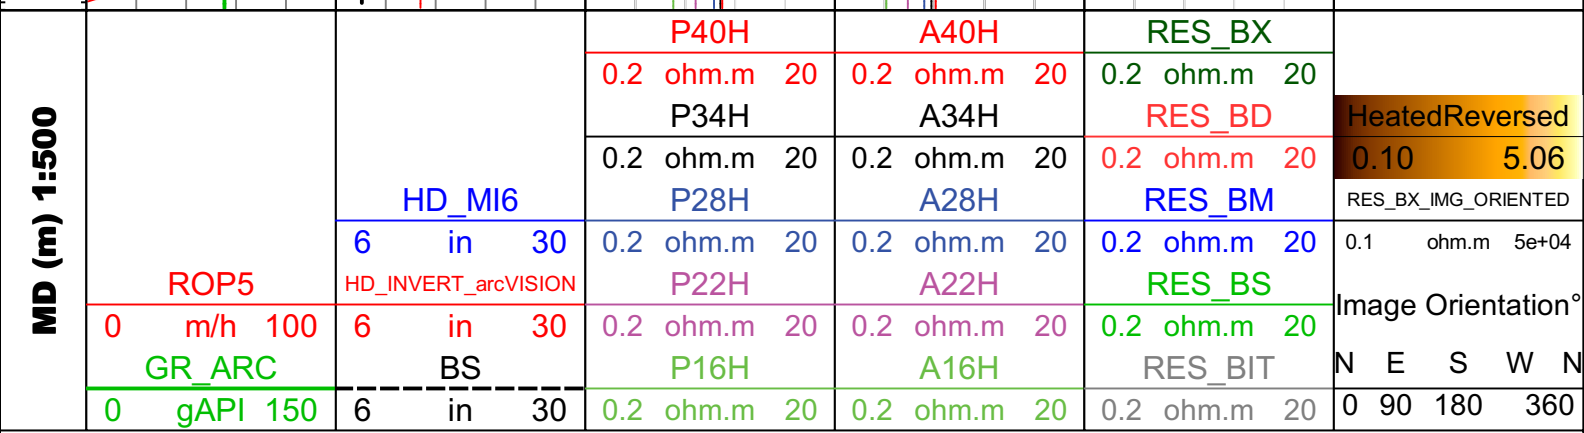 MD (m) 1:500
ROP5
0 m/h 100
GR_ARC
0 gAPI 150
HD_MI6
6 in 30
HD_INVERT_arcVISION
6 in 30
BS
6 in 30
P40H
0.2 ohm.m 20
P34H
0.2 ohm.m 20
P28H
0.2 ohm.m 20
P22H
0.2 ohm.m 20
P16H
0.2 ohm.m 20
A40H
0.2 ohm.m 20
A34H
0.2 ohm.m 20
A28H
0.2 ohm.m 20
A22H
0.2 ohm.m 20
A16H
0.2 ohm.m 20
RES_BX
0.2 ohm.m 20
RES_BD
0.2 ohm.m 20
RES_BM
0.2 ohm.m 20
RES_BS
0.2 ohm.m 20
RES_BIT
0.2 ohm.m 20
HeatedReversed
0.10 5.06
RES_BX_IMG_ORIENTED
0.1 ohm.m 5e+04
Image Orientation°
N E S W N
0 90 180 360